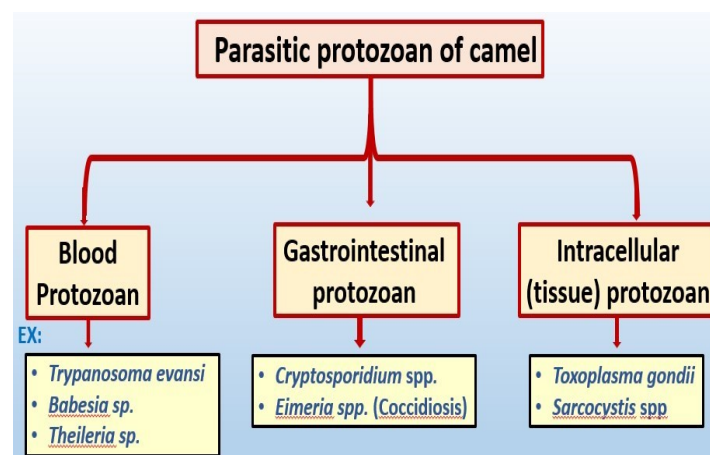 Parasitic protozoan of camel
Blood
Protozoan
Gastrointestinal
protozoan
Intracellular
(tissue) protozoan
EX:
• Trypanosoma evansi
• Babesia sp.
• Theileria sp.
• Cryptosporidium spp.
• Eimeria spp. (Coccidiosis)
• Toxoplasma gondii
• Sarcocystis spp